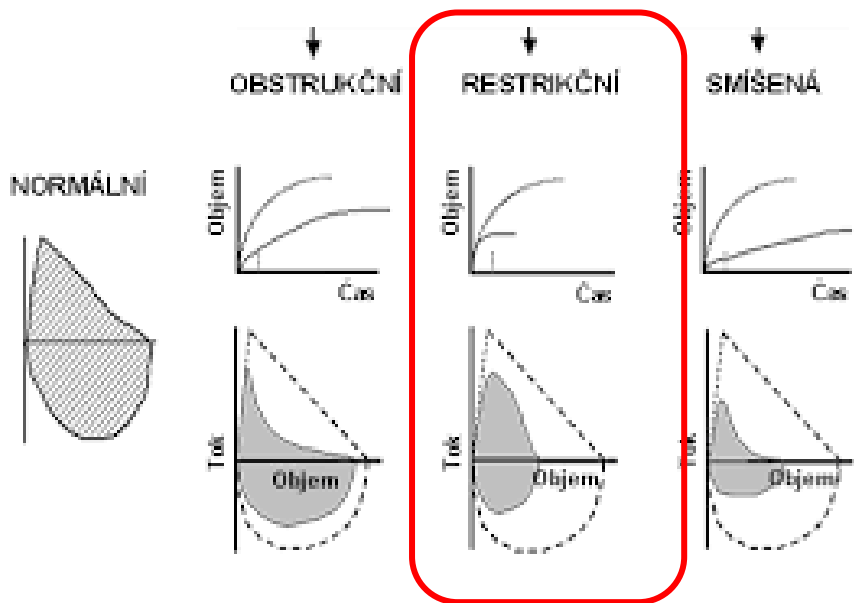 OBSTRUKČNÍ
RESTRIKČNÍ
SMÍŠENÁ
NORMÁLNÍ
Objem
Čas
Objem
Čas
Objem
Čas
Tok
Objem
Tok
Objem
Tok
Objem